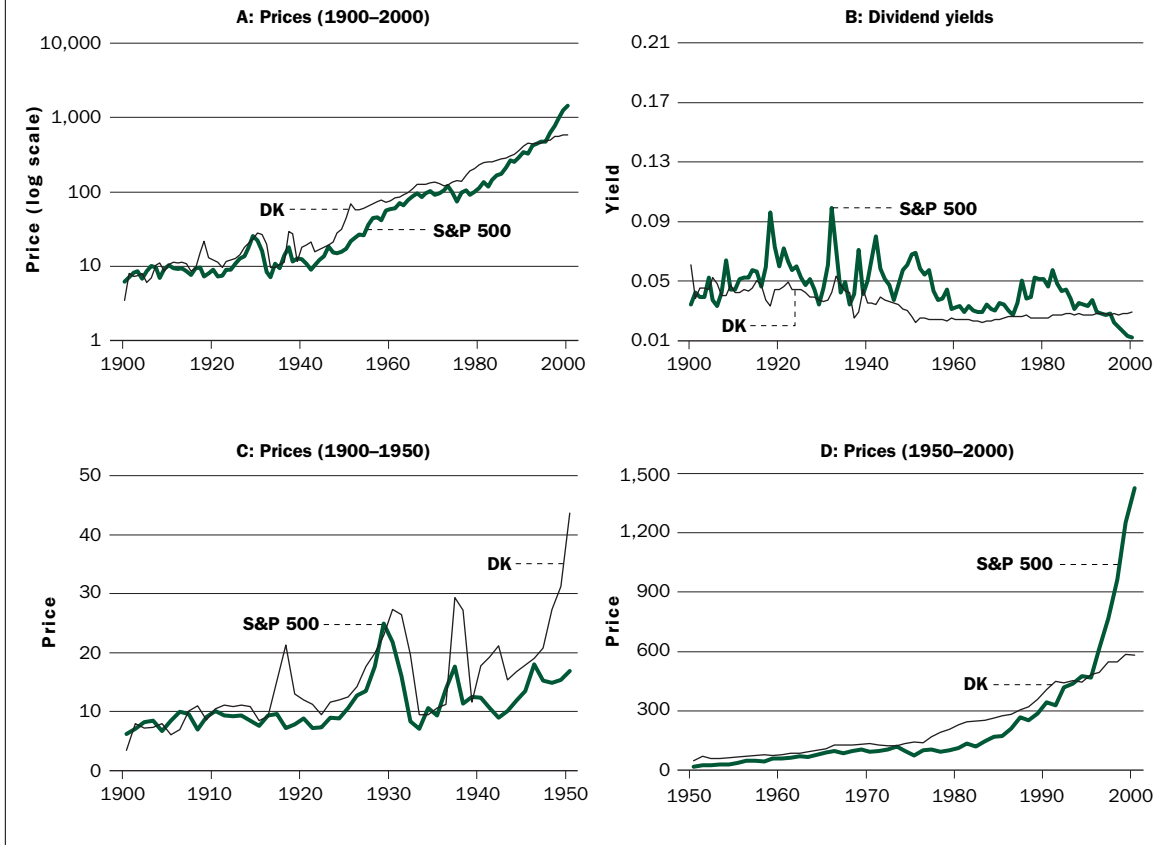 A: Prices (1900–2000)
Price (log scale)
10,000
1,000
100
10
1
DK
S&P 500
1900 1920 1940 1960 1980 2000
B: Dividend yields
Yield
0.21
0.17
0.13
0.09
0.05
0.01
S&P 500
DK
1900 1920 1940 1960 1980 2000
C: Prices (1900–1950)
Price
50
40
30
20
10
0
DK
S&P 500
1900 1910 1920 1930 1940 1950
D: Prices (1950–2000)
Price
1,500
1,200
900
600
300
0
S&P 500
DK
1950 1960 1970 1980 1990 2000